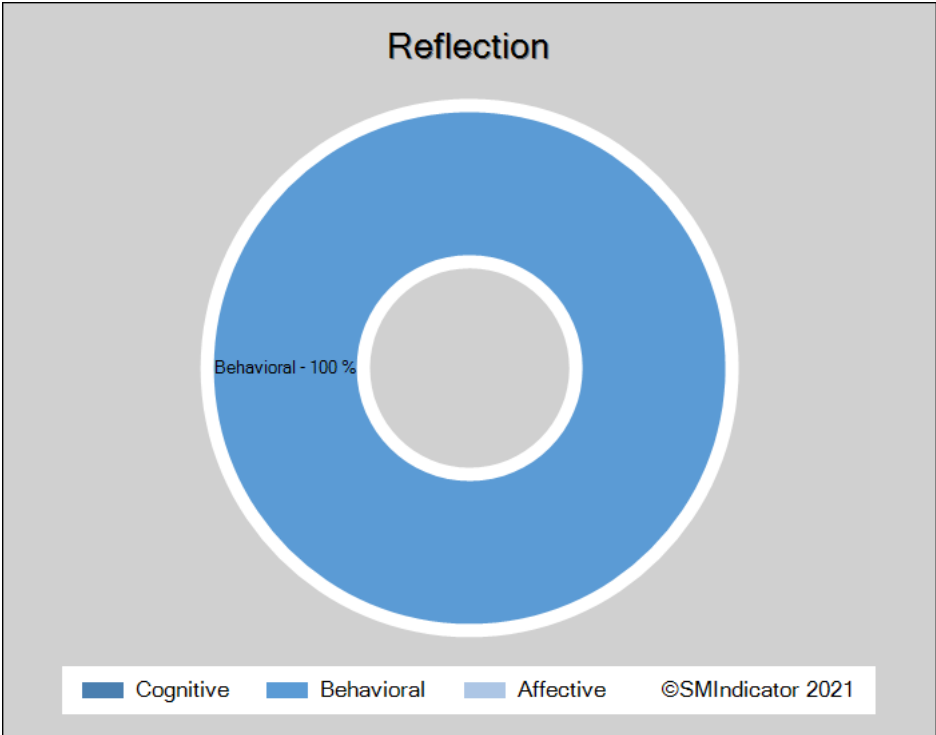 Reflection
Behavioral - 100 %
Cognitive Behavioral Affective ©SMIndicator 2021